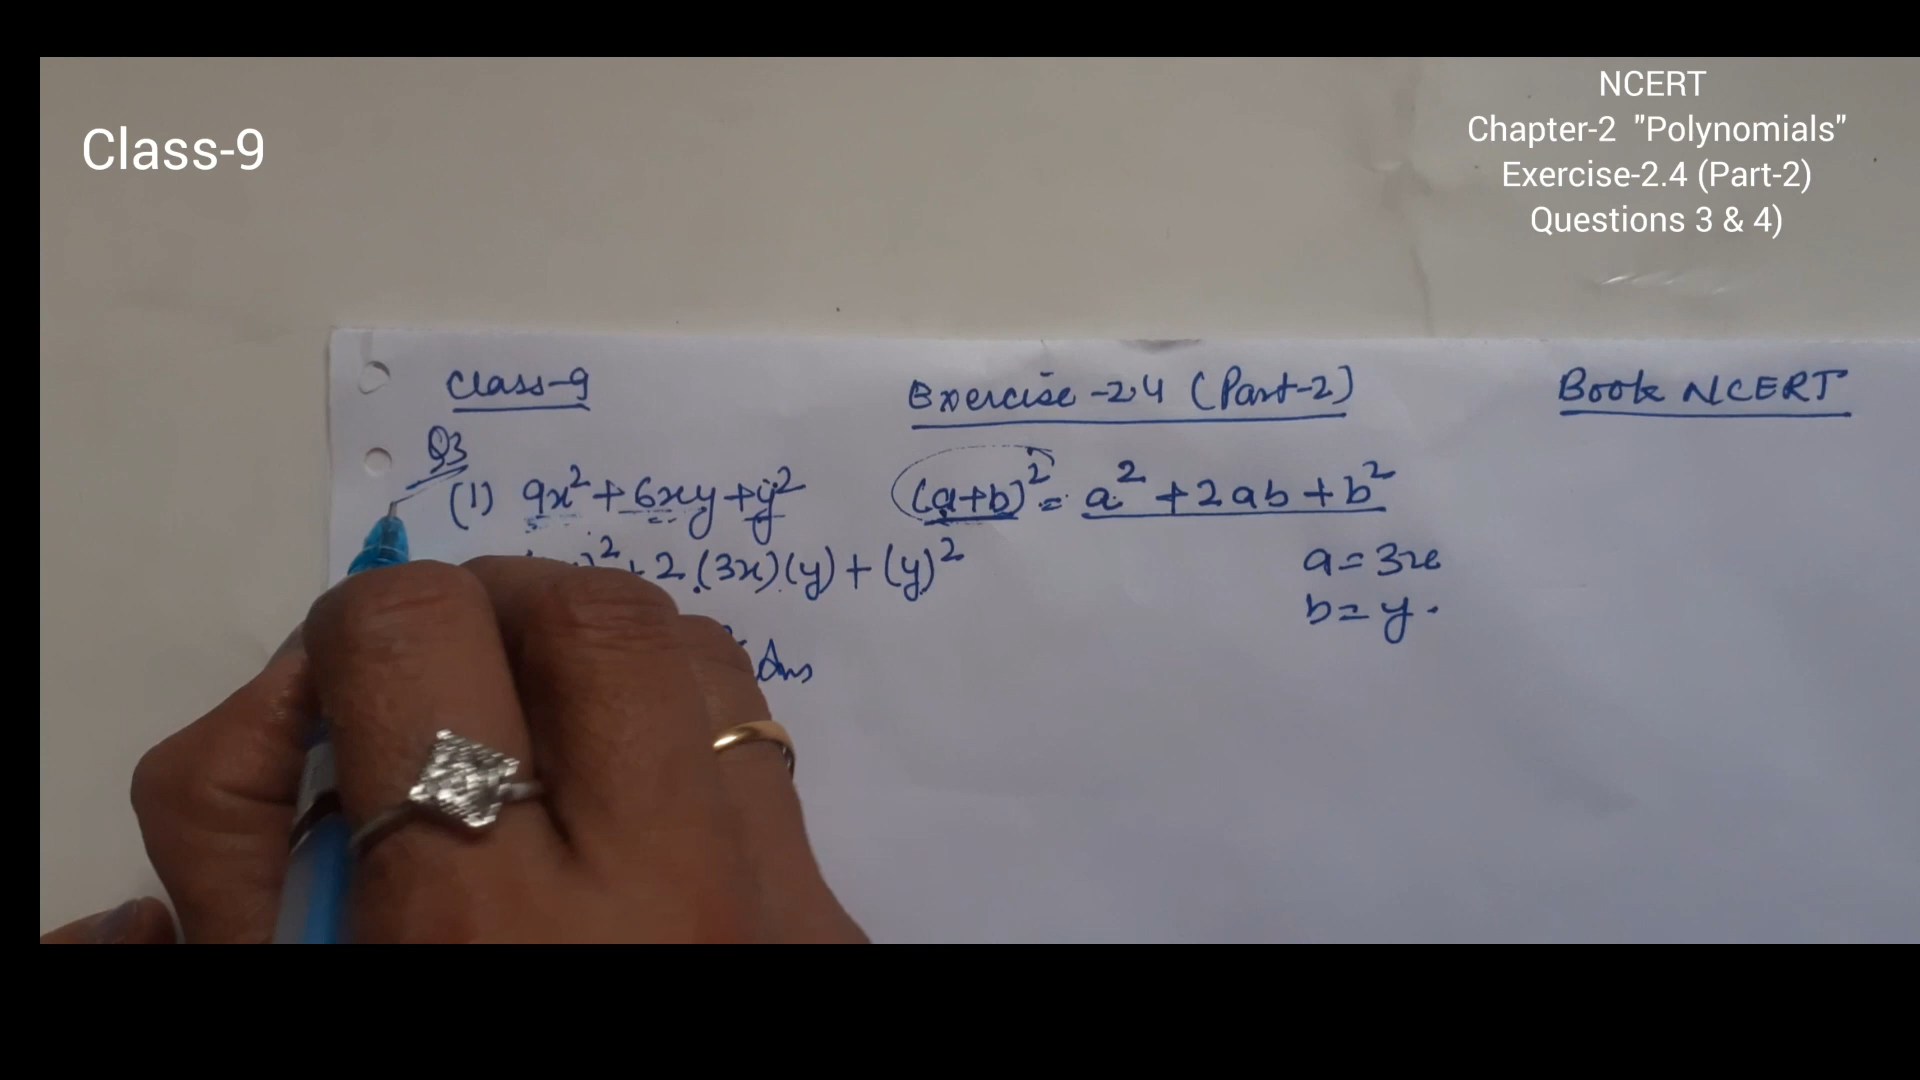 Class-9
NCERT
Chapter-2 "Polynomials"
Exercise-2.4 (Part-2)
Questions 3 & 4)
Class-9 Exercise-2.4 (Part-2) Book NCERT
Q3
(1) 9x²+6xy+y² (a+b)² = a²+2ab+b²
)²+2.(3x)(y)+(y)² a=3x
b=y.
Ans